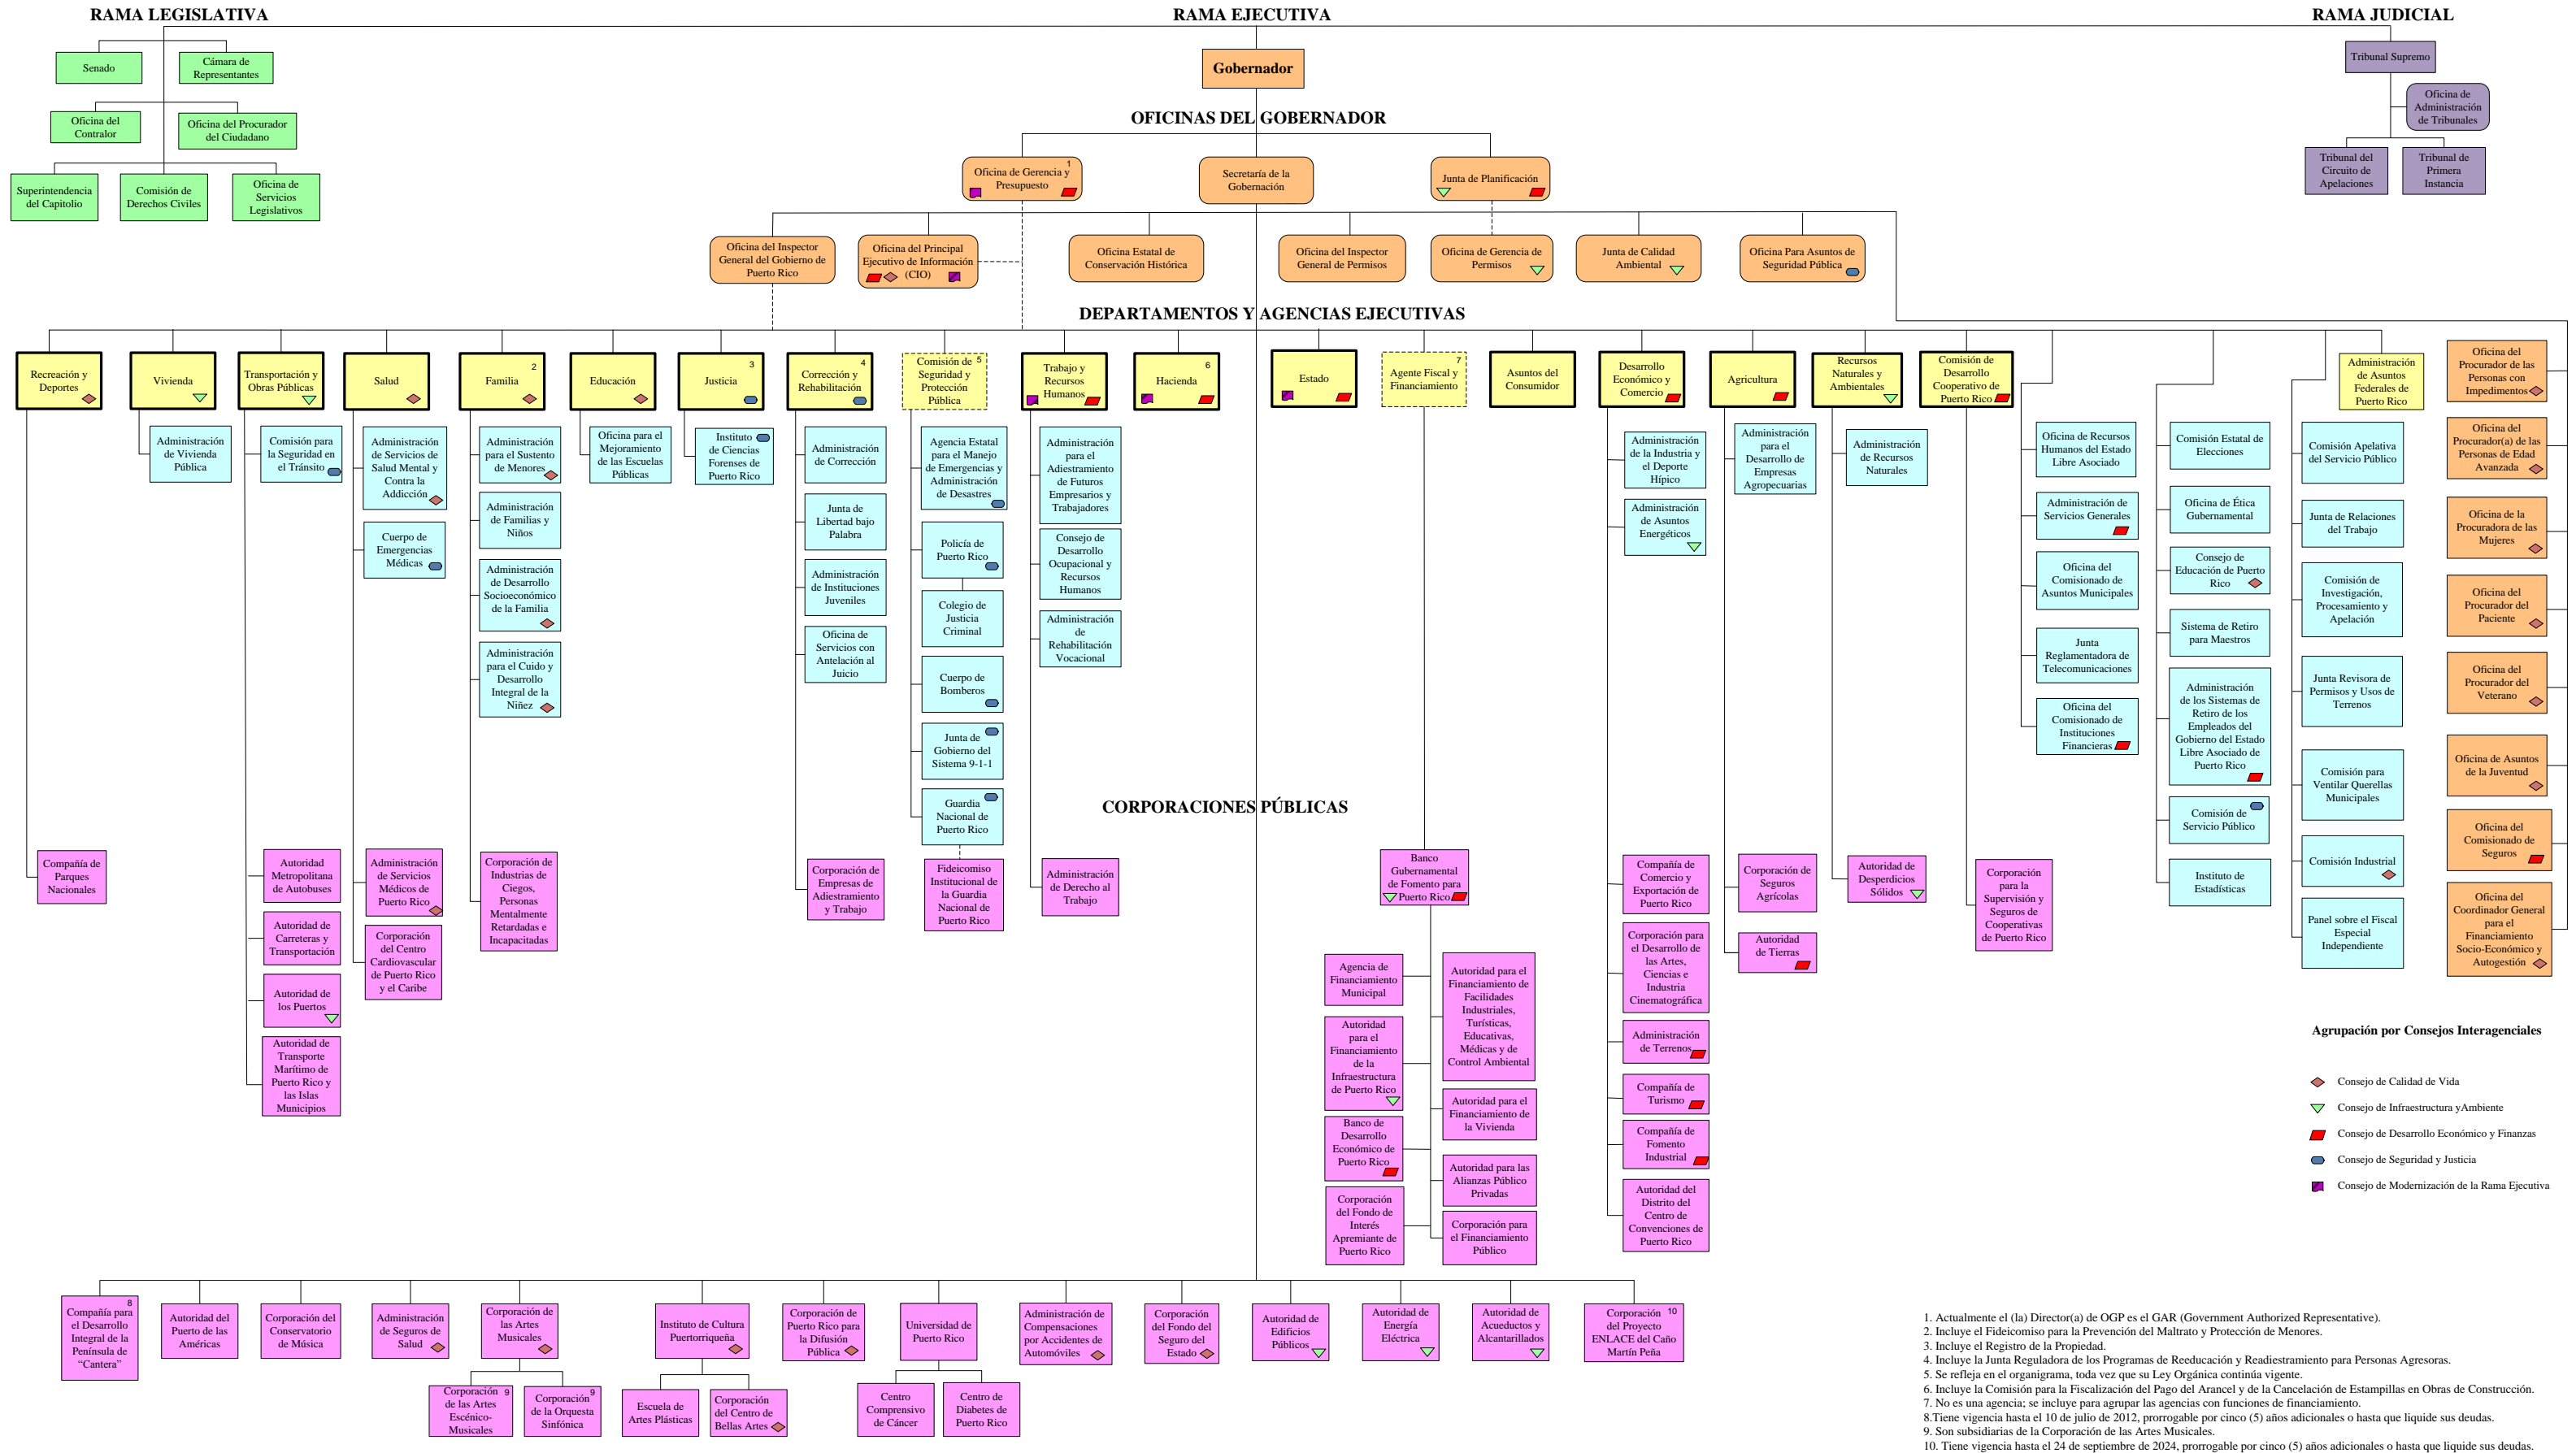 RAMA LEGISLATIVA
RAMA EJECUTIVA
RAMA JUDICIAL
Senado
Cámara de
Representantes
Oficina del
Contralor
Oficina del Procurador
del Ciudadano
Superintendencia
del Capitolio
Comisión de
Derechos Civiles
Oficina de
Servicios
Legislativos
Gobernador
OFICINAS DEL GOBERNADOR
1
Oficina de Gerencia y
Presupuesto
Secretaría de la
Gobernación
Junta de Planificación
Tribunal Supremo
Oficina de
Administración
de Tribunales
Tribunal del
Circuito de
Apelaciones
Tribunal de
Primera
Instancia
Oficina del Inspector
General del Gobierno de
Puerto Rico
Oficina del Principal
Ejecutivo de Información
(CIO)
Oficina Estatal de
Conservación Histórica
Oficina del Inspector
General de Permisos
Oficina de Gerencia de
Permisos
Junta de Calidad
Ambiental
Oficina Para Asuntos de
Seguridad Pública
DEPARTAMENTOS Y AGENCIAS EJECUTIVAS
Recreación y
Deportes
Vivienda
Transportación y
Obras Públicas
Salud
2
Familia
Educación
3
Justicia
4
Corrección y
Rehabilitación
Comisión de 5
Seguridad y
Protección
Pública
Trabajo y
Recursos
Humanos
6
Hacienda
Estado
7
Agente Fiscal y
Financiamiento
Asuntos del
Consumidor
Desarrollo
Económico y
Comercio
Agricultura
Recursos
Naturales y
Ambientales
Comisión de
Desarrollo
Cooperativo de
Puerto Rico
Administración
de Asuntos
Federales de
Puerto Rico
Oficina del
Procurador de las
Personas con
Impedimentos
Administración
de Vivienda
Pública
Comisión para
la Seguridad en
el Tránsito
Administración
de Servicios de
Salud Mental y
Contra la
Addicción
Cuerpo de
Emergencias
Médicas
Administración
para el Sustento
de Menores
Administración
de Familias y
Niños
Administración
de Desarrollo
Socioeconómico
de la Familia
Administración
para el Cuido y
Desarrollo
Integral de la
Niñez
Oficina para el
Mejoramiento
de las Escuelas
Públicas
Instituto
de Ciencias
Forenses de
Puerto Rico
Administración
de Corrección
Junta de
Libertad bajo
Palabra
Administración
de Instituciones
Juveniles
Oficina de
Servicios con
Antelación al
Juicio
Agencia Estatal
para el Manejo
de Emergencias y
Administración
de Desastres
Policía de
Puerto Rico
Colegio de
Justicia
Criminal
Cuerpo de
Bomberos
Junta de
Gobierno del
Sistema 9-1-1
Guardia
Nacional de
Puerto Rico
Administración
para el
Adiestramiento
de Futuros
Empresarios y
Trabajadores
Consejo de
Desarrollo
Ocupacional y
Recursos
Humanos
Administración
de
Rehabilitación
Vocacional
Administración
de la Industria y
el Deporte
Hípico
Administración
de Asuntos
Energéticos
Administración
para el
Desarrollo de
Empresas
Agropecuarias
Administración
de Recursos
Naturales
Oficina de Recursos
Humanos del Estado
Libre Asociado
Administración de
Servicios Generales
Oficina del
Comisionado de
Asuntos Municipales
Junta
Reglamentadora de
Telecomunicaciones
Oficina del
Comisionado de
Instituciones
Financieras
Comisión Estatal de
Elecciones
Oficina de Ética
Gubernamental
Consejo de
Educación de Puerto
Rico
Sistema de Retiro
para Maestros
Administración
de los Sistemas de
Retiro de los
Empleados del
Gobierno del Estado
Libre Asociado de
Puerto Rico
Comisión de
Servicio Público
Instituto de
Estadísticas
Comisión Apelativa
del Servicio Público
Junta de Relaciones
del Trabajo
Comisión de
Investigación,
Procesamiento y
Apelación
Junta Revisora de
Permisos y Usos de
Terrenos
Comisión para
Ventilar Querellas
Municipales
Comisión Industrial
Panel sobre el Fiscal
Especial
Independiente
Oficina del
Procurador(a) de las
Personas de Edad
Avanzada
Oficina de la
Procuradora de las
Mujeres
Oficina del
Procurador del
Paciente
Oficina del
Procurador del
Veterano
Oficina de Asuntos
de la Juventud
Oficina del
Comisionado de
Seguros
Oficina del
Coordinador General
para el
Financiamiento
Socio-Económico y
Autogestión
CORPORACIONES PÚBLICAS
Compañía de
Parques
Nacionales
Autoridad
Metropolitana
de Autobuses
Autoridad de
Carreteras y
Transportación
Autoridad de
los Puertos
Autoridad de
Transporte
Marítimo de
Puerto Rico y
las Islas
Municipios
Administración
de Servicios
Médicos de
Puerto Rico
Corporación
del Centro
Cardiovascular
de Puerto Rico
y el Caribe
Corporación de
Industrias de
Ciegos,
Personas
Mentalmente
Retardadas e
Incapacitadas
Corporación de
Empresas de
Adiestramiento
y Trabajo
Fideicomiso
Institucional de
la Guardia
Nacional de
Puerto Rico
Administración
de Derecho al
Trabajo
Banco
Gubernamental
de Fomento para
Puerto Rico
Agencia de
Financiamiento
Municipal
Autoridad
para el
Financiamiento
de la
Infraestructura
de Puerto Rico
Banco de
Desarrollo
Económico de
Puerto Rico
Corporación
del Fondo de
Interés
Apremiante de
Puerto Rico
Autoridad para el
Financiamiento de
Facilidades
Industriales,
Turísticas,
Educativas,
Médicas y de
Control Ambiental
Autoridad para el
Financiamiento de
la Vivienda
Autoridad para las
Alianzas Público
Privadas
Corporación para
el Financiamiento
Público
Compañía de
Comercio y
Exportación de
Puerto Rico
Corporación para
el Desarrollo de
las Artes,
Ciencias e
Industria
Cinematográfica
Administración
de Terrenos
Compañía de
Turismo
Compañía de
Fomento
Industrial
Autoridad del
Distrito del
Centro de
Convenciones de
Puerto Rico
Corporación de
Seguros
Agrícolas
Autoridad
de Tierras
Autoridad de
Desperdicios
Sólidos
Corporación
para la
Supervisión y
Seguros de
Cooperativas
de Puerto Rico
Agrupación por Consejos Interagenciales
Consejo de Calidad de Vida
Consejo de Infraestructura yAmbiente
Consejo de Desarrollo Económico y Finanzas
Consejo de Seguridad y Justicia
Consejo de Modernización de la Rama Ejecutiva
8
Compañía para
el Desarrollo
Integral de la
Península de
“Cantera”
Autoridad del
Puerto de las
Américas
Corporación del
Conservatorio
de Música
Administración
de Seguros de
Salud
Corporación de
las Artes
Musicales
Corporación 9
de las Artes
Escénico-
Musicales
Corporación 9
de la Orquesta
Sinfónica
Instituto de Cultura
Puertorriqueña
Escuela de
Artes Plásticas
Corporación
del Centro de
Bellas Artes
Corporación de
Puerto Rico para
la Difusión
Pública
Universidad de
Puerto Rico
Centro
Comprensivo
de Cáncer
Centro de
Diabetes de
Puerto Rico
Administración de
Compensaciones
por Accidentes de
Automóviles
Corporación
del Fondo del
Seguro del
Estado
Autoridad de
Edificios
Públicos
Autoridad de
Energía
Eléctrica
Autoridad de
Acueductos y
Alcantarillados
Corporación 10
del Proyecto
ENLACE del Caño
Martín Peña
1. Actualmente el (la) Director(a) de OGP es el GAR (Government Authorized Representative).
2. Incluye el Fideicomiso para la Prevención del Maltrato y Protección de Menores.
3. Incluye el Registro de la Propiedad.
4. Incluye la Junta Reguladora de los Programas de Reeducación y Readiestramiento para Personas Agresoras.
5. Se refleja en el organigrama, toda vez que su Ley Orgánica continúa vigente.
6. Incluye la Comisión para la Fiscalización del Pago del Arancel y de la Cancelación de Estampillas en Obras de Construcción.
7. No es una agencia; se incluye para agrupar las agencias con funciones de financiamiento.
8.Tiene vigencia hasta el 10 de julio de 2012, prorrogable por cinco (5) años adicionales o hasta que liquide sus deudas.
9. Son subsidiarias de la Corporación de las Artes Musicales.
10. Tiene vigencia hasta el 24 de septiembre de 2024, prorrogable por cinco (5) años adicionales o hasta que liquide sus deudas.